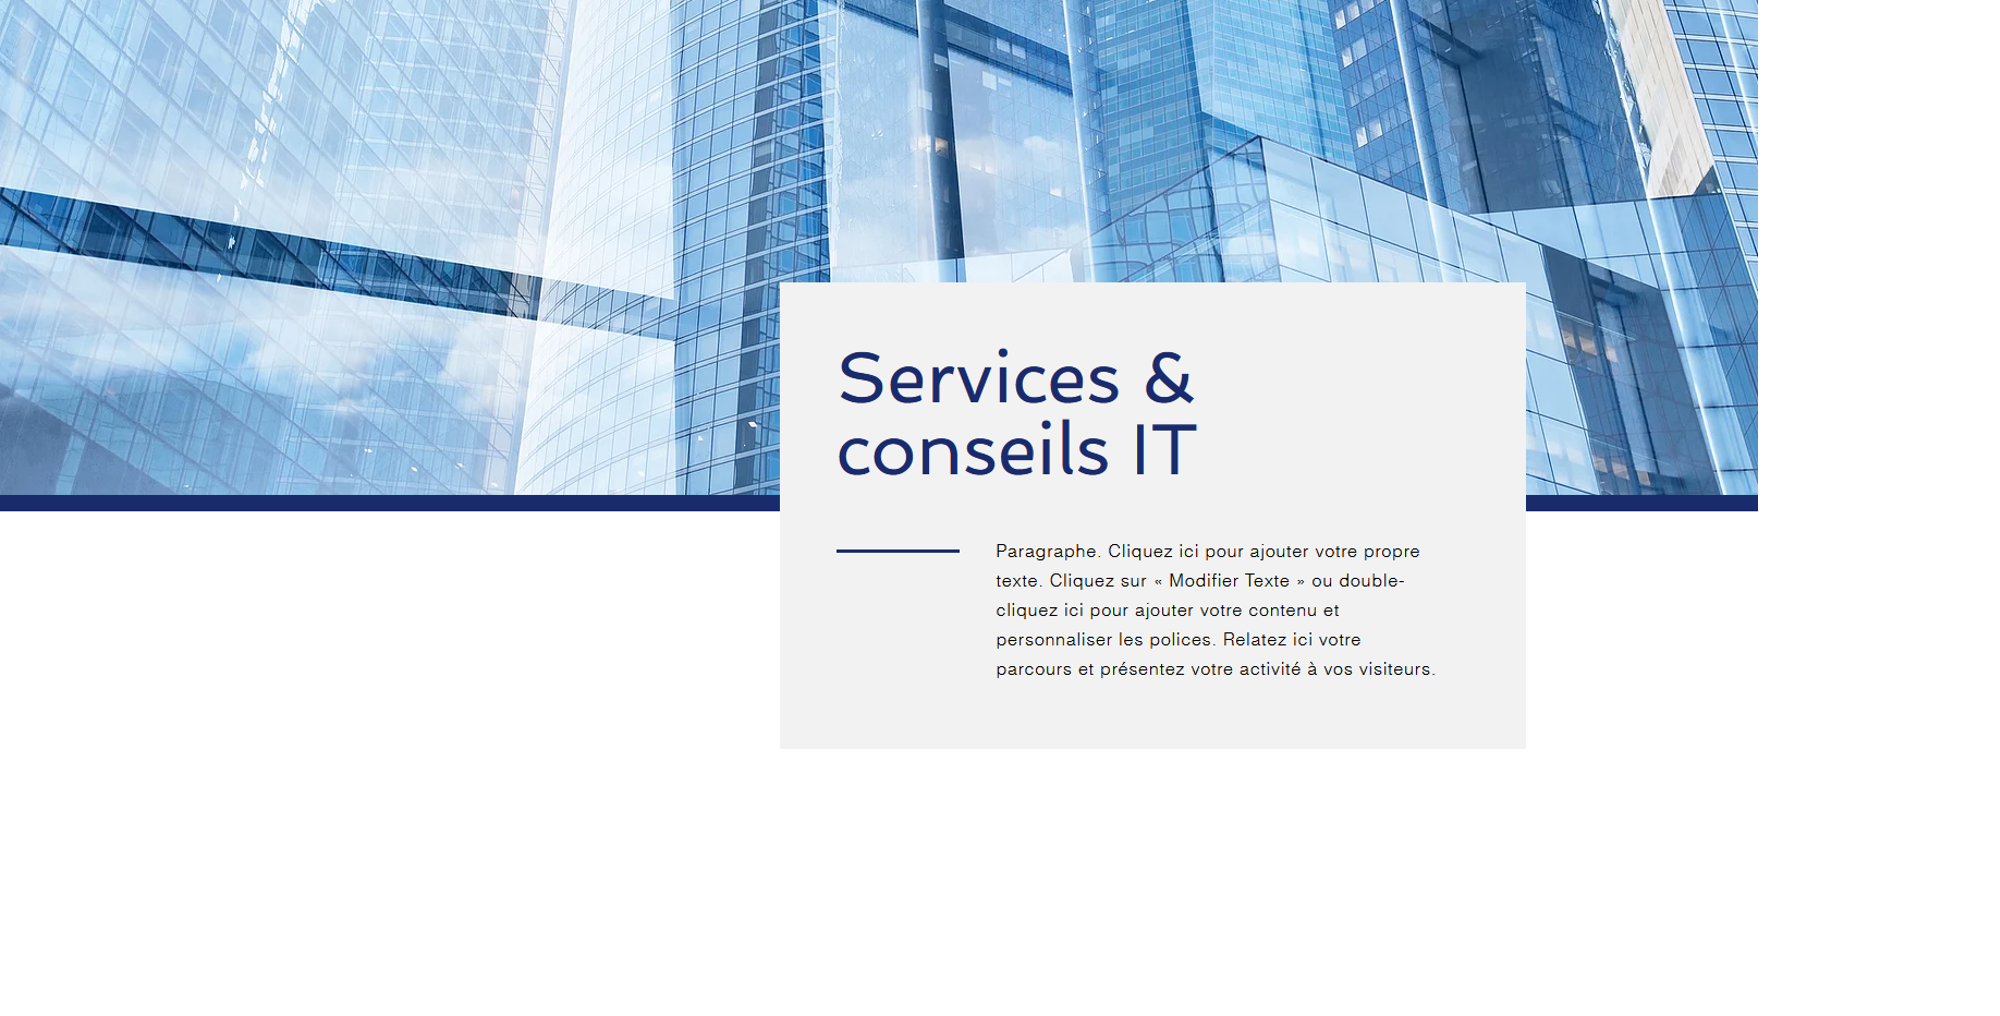 Services &
conseils IT
Paragraphe. Cliquez ici pour ajouter votre propre
texte. Cliquez sur « Modifier Texte » ou double-
cliquez ici pour ajouter votre contenu et
personnaliser les polices. Relatez ici votre
parcours et présentez votre activité à vos visiteurs.